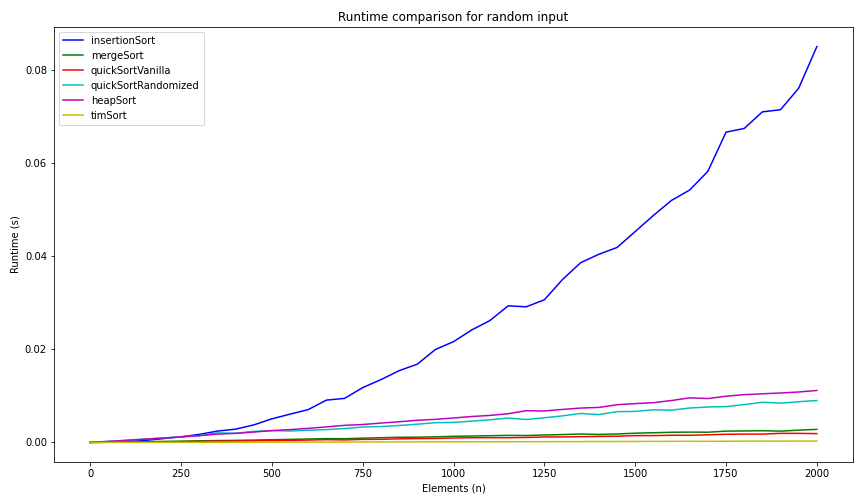 Runtime comparison for random input
insertionSort
mergeSort
quickSortVanilla
quickSortRandomized
heapSort
timSort
0.08
0.06
0.04
0.02
0.00
Runtime (s)
0 250 500 750 1000 1250 1500 1750 2000
Elements (n)